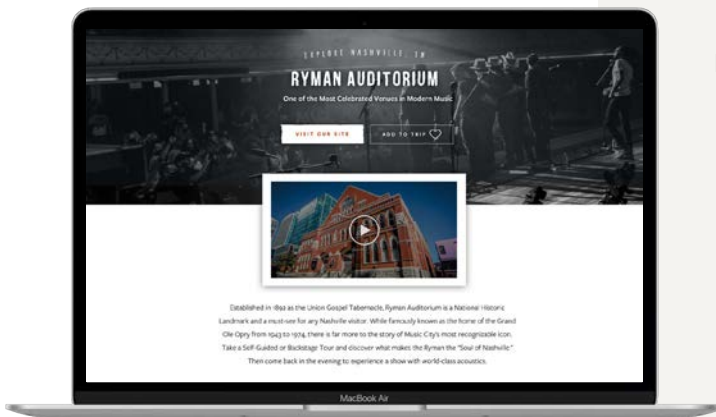 EXPLORE NASHVILLE, TN
RYMAN AUDITORIUM
One of the Most Celebrated Venues in Modern Music
VISIT OUR SITE
ADD TO TRIP
Established in 1892 as the Union Gospel Tabernacle, Ryman Auditorium is a National Historic
Landmark and a must-see for any Nashville visitor. While famously known as the home of the Grand
Ole Opry from 1943 to 1974, there is far more to the story of Music City's most recognizable icon.
Take a Self-Guided or Backstage Tour and discover what makes the Ryman the "Soul of Nashville."
Then come back in the evening to experience a show with world-class acoustics.
MacBook Air